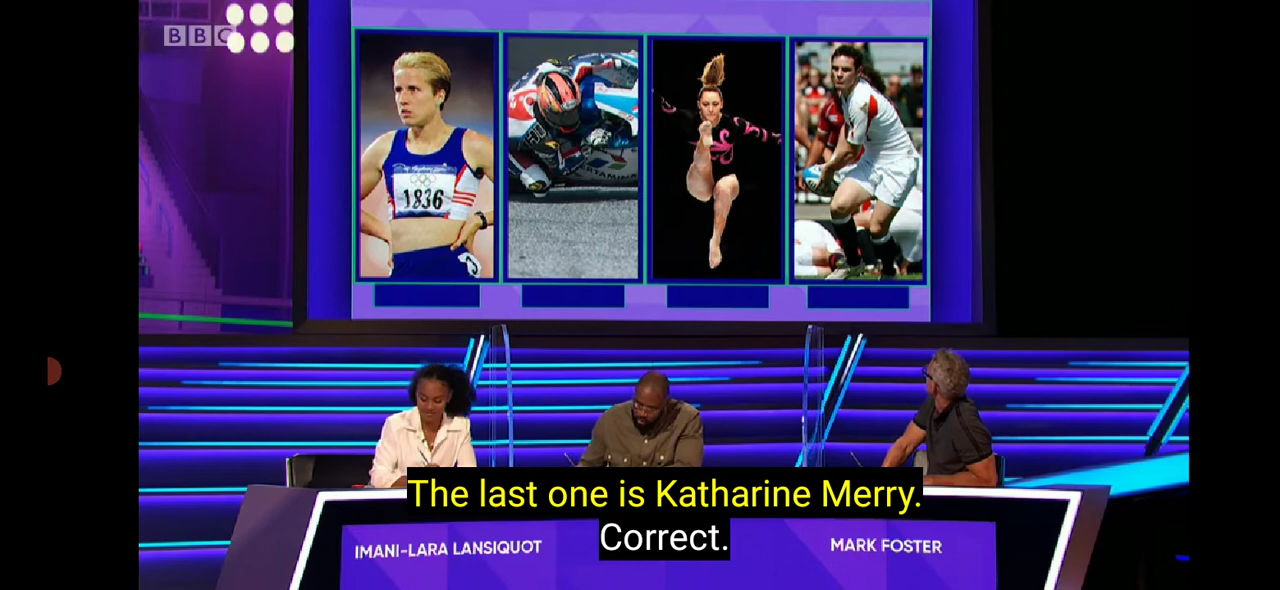 BBC
1836
The last one is Katharine Merry.
Correct.
IMANI-LARA LANSIQUOT
MARK FOSTER